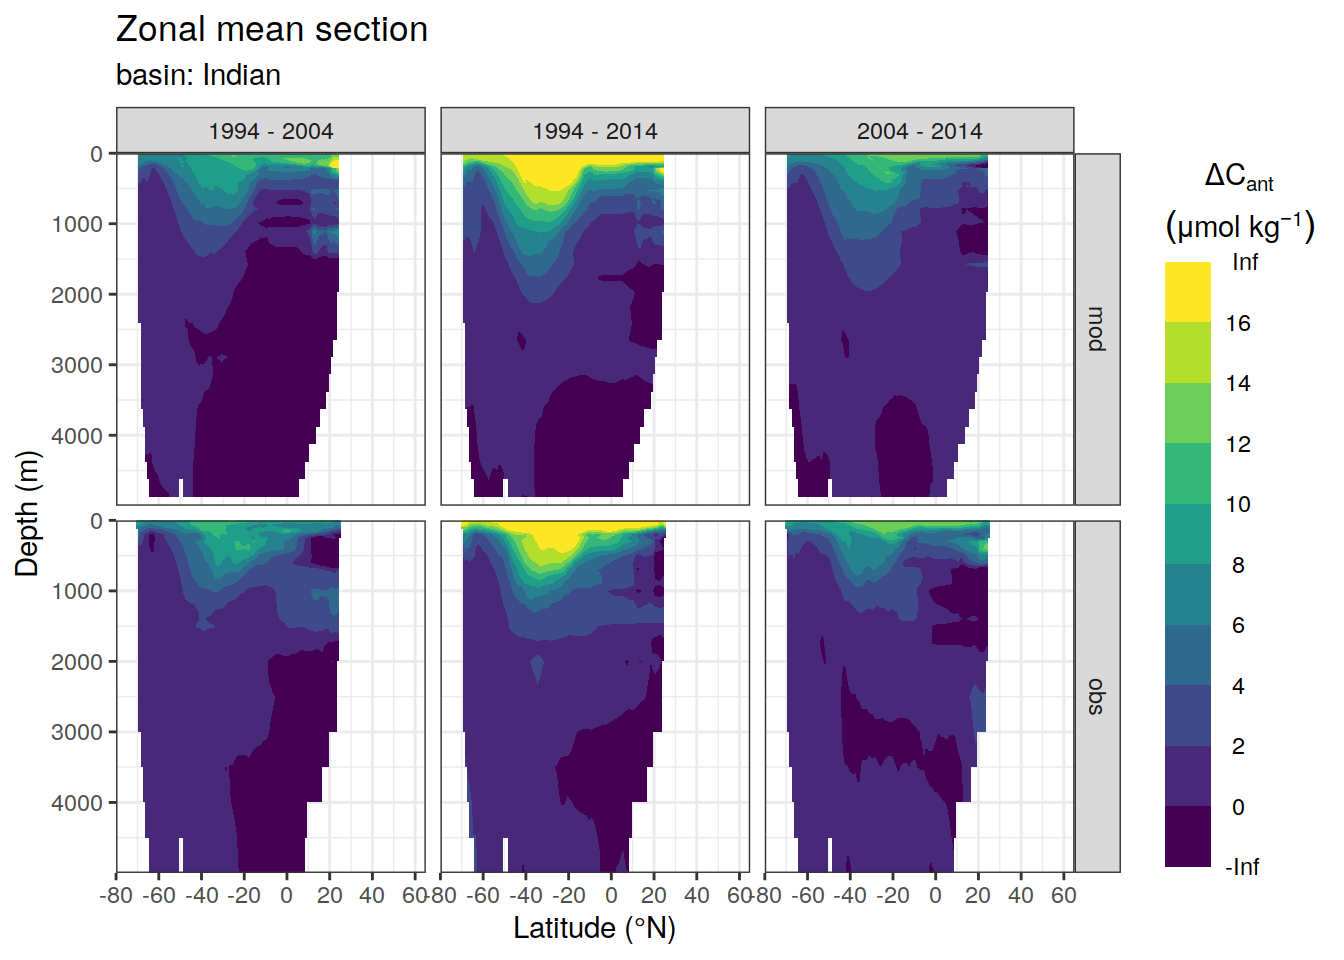 Zonal mean section
basin: Indian
1994 - 2004
1994 - 2014
2004 - 2014
0
1000
2000
3000
4000
mod
0
1000
2000
3000
4000
obs
Depth (m)
-80 -60 -40 -20 0 20 40 60
-80 -60 -40 -20 0 20 40 60
-80 -60 -40 -20 0 20 40 60
Latitude (°N)
ΔCant
(μmol kg⁻¹)
Inf
16
14
12
10
8
6
4
2
0
-Inf